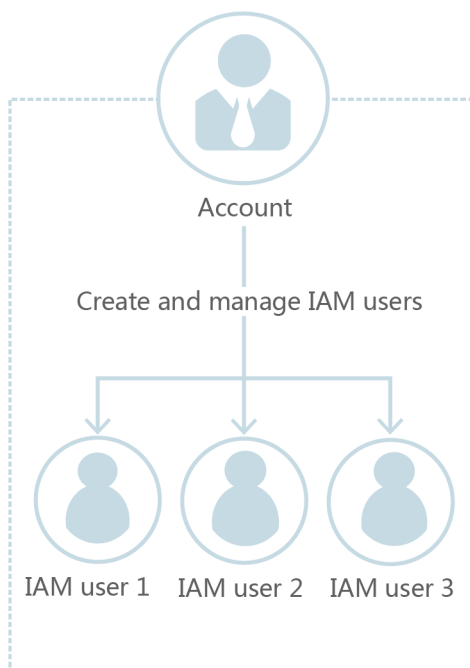 Account
Create and manage IAM users
IAM user 1
IAM user 2
IAM user 3